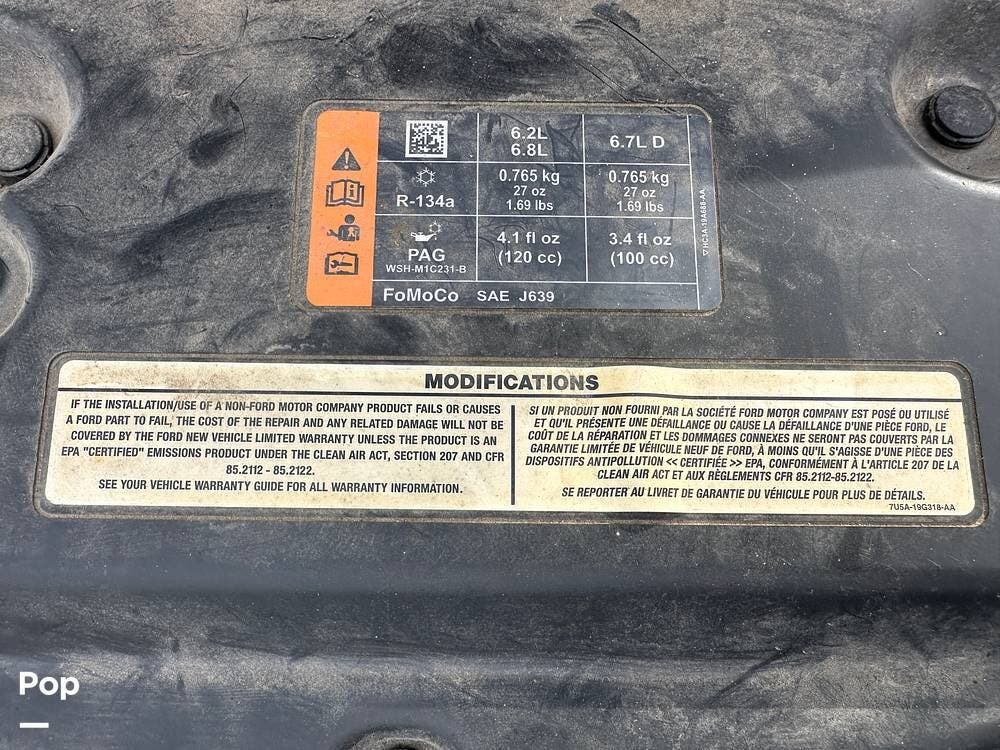 6.2L
6.8L
6.7L D
R-134a
0.765 kg
27 oz
1.69 lbs
0.765 kg
27 oz
1.69 lbs
PAG
WSH-M1C231-B
4.1 fl oz
(120 cc)
3.4 fl oz
(100 cc)
FoMoCo SAE J639
HC3A-19A688-AA
MODIFICATIONS
IF THE INSTALLATION/USE OF A NON-FORD MOTOR COMPANY PRODUCT FAILS OR CAUSES
A FORD PART TO FAIL, THE COST OF THE REPAIR AND ANY RELATED DAMAGE WILL NOT BE
COVERED BY THE FORD NEW VEHICLE LIMITED WARRANTY UNLESS THE PRODUCT IS AN
EPA "CERTIFIED" EMISSIONS PRODUCT UNDER THE CLEAN AIR ACT, SECTION 207 AND CFR
85.2112 - 85.2122.
SEE YOUR VEHICLE WARRANTY GUIDE FOR ALL WARRANTY INFORMATION.
SI UN PRODUIT NON FOURNI PAR LA SOCIÉTÉ FORD MOTOR COMPANY EST POSÉ OU UTILISÉ
ET QU'IL PRÉSENTE UNE DÉFAILLANCE OU CAUSE LA DÉFAILLANCE D'UNE PIÈCE FORD, LE
COÛT DE LA RÉPARATION ET LES DOMMAGES CONNEXES NE SERONT PAS COUVERTS PAR LA
GARANTIE LIMITÉE DE VÉHICULE NEUF DE FORD, À MOINS QU'IL S'AGISSE D'UNE PIÈCE DES
DISPOSITIFS ANTIPOLLUTION << CERTIFIÉE >> EPA, CONFORMÉMENT À L'ARTICLE 207 DE LA
CLEAN AIR ACT ET AUX RÈGLEMENTS CFR 85.2112-85.2122.
SE REPORTER AU LIVRET DE GARANTIE DU VÉHICULE POUR PLUS DE DÉTAILS.
7U5A-19G318-AA
Pop